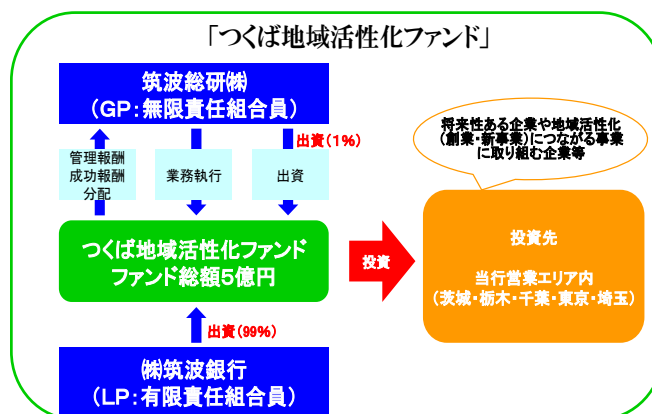 「つくば地域活性化ファンド」
筑波総研㈱
（GP：無限責任組合員）
出資（1％）
管理報酬
成功報酬
分配
業務執行
出資
つくば地域活性化ファンド
ファンド総額５億円
出資（99％）
㈱筑波銀行
（LP：有限責任組合員）
投資
将来性ある企業や地域活性化
（創業・新事業）につながる事業
に取り組む企業等
投資先
当行営業エリア内
（茨城・栃木・千葉・東京・埼玉）